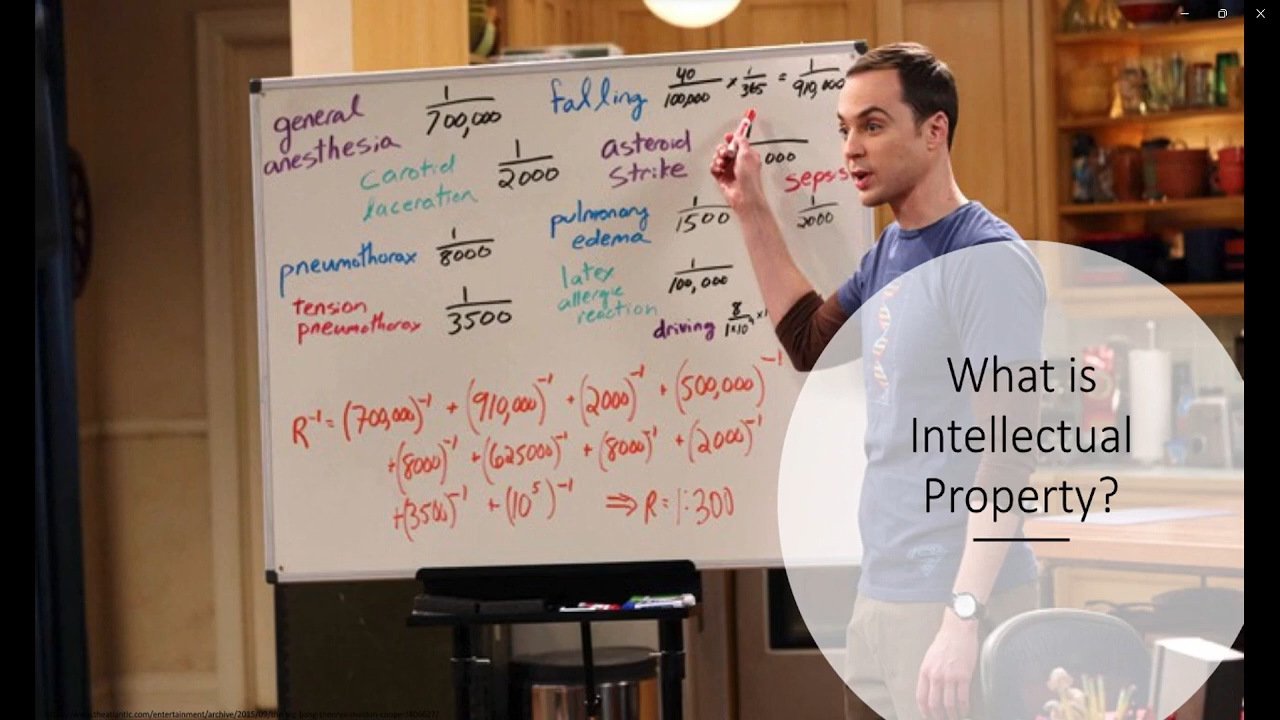 general
anesthesia
1
700,000
carotid
laceration
1
2000
pneumothorax
1
8000
tension
pneumothorax
1
3500
falling
40
100,000
×
1
365
=
1
910,000
asteroid
strike
000
sepsis
1
2000
pulmonary
edema
1
1500
latex
allergic
reaction
1
100,000
driving
8
R⁻¹ = (700,000)⁻¹ + (910,000)⁻¹ + (2000)⁻¹ + (500,000)⁻¹
+(8000)⁻¹ +(625000)⁻¹ + (8000)⁻¹ + (2000)⁻¹
+(3500)⁻¹ + (10⁵)⁻¹ ⇒ R = 1:300
What is
Intellectual
Property?